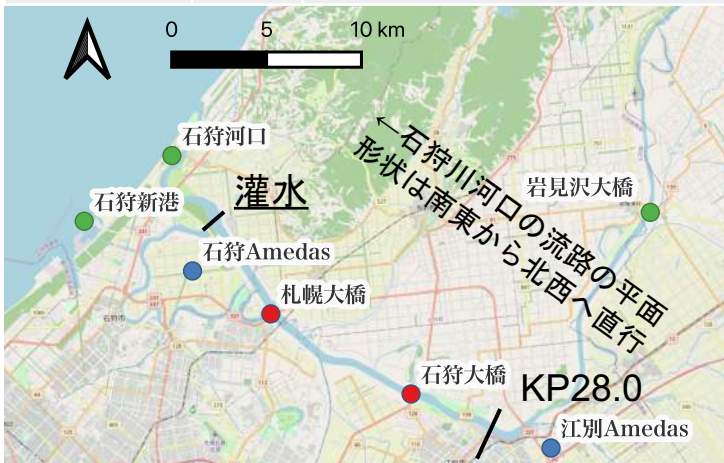 0 5 10 km
石狩河口
←石狩川河口の流路の平面
形状は南東から北西へ直行
岩見沢大橋
灌水
石狩新港
石狩Amedas
札幌大橋
石狩大橋
KP28.0
江別Amedas